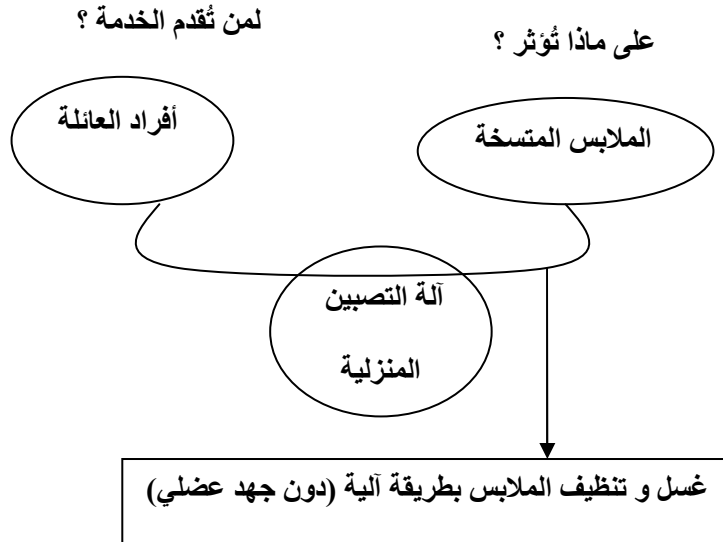 لمن تُقدم الخدمة ؟
على ماذا تُؤثر ؟
أفراد العائلة
الملابس المتسخة
آلة التصبين
المنزلية
غسل و تنظيف الملابس بطريقة آلية (دون جهد عضلي)